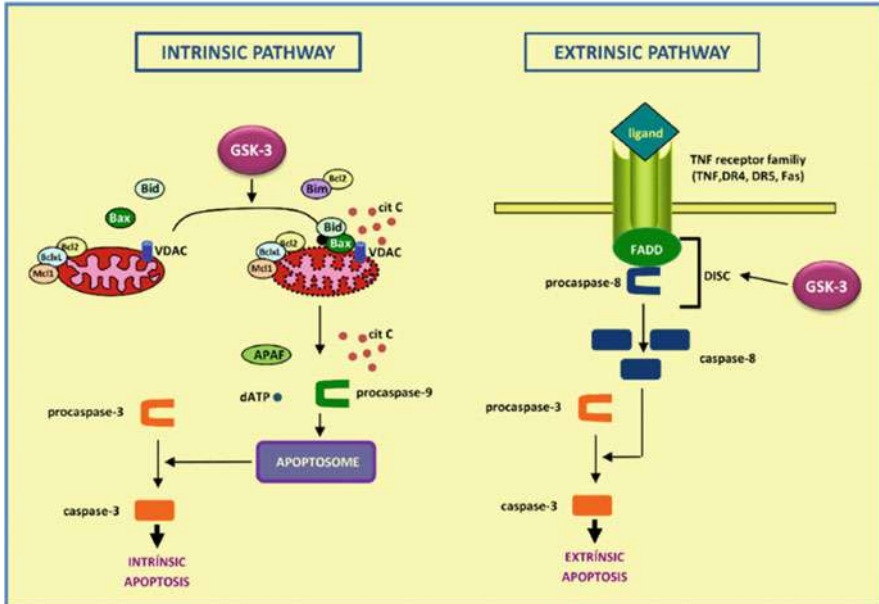 INTRINSIC PATHWAY
GSK-3
Bid
Bax
Bcl2
BclxL
Mcl1
VDAC
Bim
Bcl2
cit C
Bid
Bax
Bcl2
BclxL
Mcl1
VDAC
cit C
APAF
dATP
procaspase-9
procaspase-3
APOPTOSOME
caspase-3
INTRÍNSIC
APOPTOSIS
EXTRINSIC PATHWAY
ligand
TNF receptor familiy
(TNF,DR4, DR5, Fas)
FADD
procaspase-8
DISC
GSK-3
caspase-8
procaspase-3
caspase-3
EXTRÍNSIC
APOPTOSIS